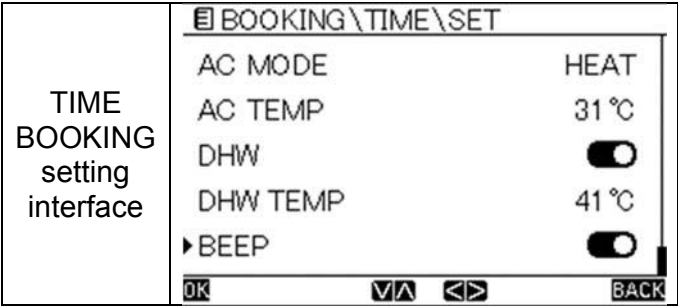 TIME
BOOKING
setting
interface
BOOKING\TIME\SET
AC MODE HEAT
AC TEMP 31℃
DHW
DHW TEMP 41℃
BEEP
OK BACK